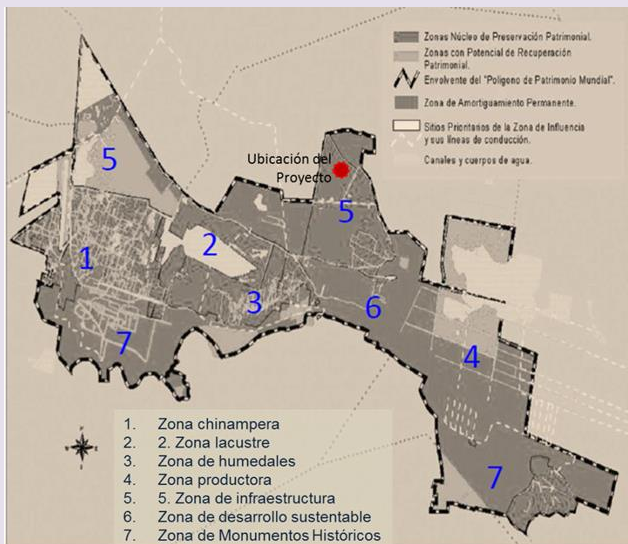 Zonas Núcleo de Preservación Patrimonial.
Zonas con Potencial de Recuperación
Patrimonial.
Envolvente del "Poligono de Patrimonio Mundial".
Zona de Amortiguamiento Permanente.
Sitios Prioritarios de la Zona de Influencia
y sus líneas de conducción.
Canales y cuerpos de agua.
Ubicación del
Proyecto
5
5
2
1
3
6
7
4
7
1. Zona chinampera
2. 2. Zona lacustre
3. Zona de humedales
4. Zona productora
5. 5. Zona de infraestructura
6. Zona de desarrollo sustentable
7. Zona de Monumentos Históricos